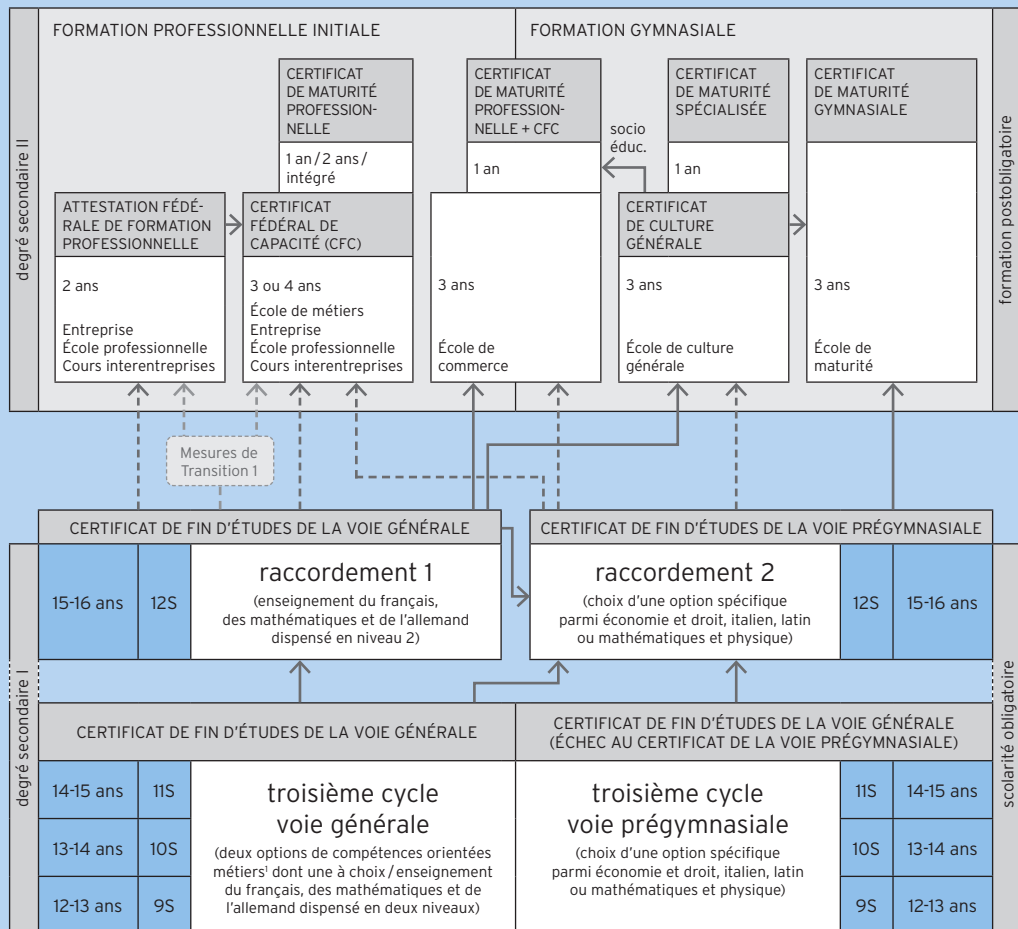 FORMATION PROFESSIONNELLE INITIALE
FORMATION GYMNASIALE
degré secondaire II
formation postobligatoire
CERTIFICAT
DE MATURITÉ
PROFESSION-
NELLE
1 an / 2 ans /
intégré
CERTIFICAT
DE MATURITÉ
PROFESSION-
NELLE + CFC
1 an
socio
éduc.
CERTIFICAT
DE MATURITÉ
SPÉCIALISÉE
1 an
CERTIFICAT
DE MATURITÉ
GYMNASIALE
ATTESTATION FÉDÉ-
RALE DE FORMATION
PROFESSIONNELLE
2 ans
Entreprise
École professionnelle
Cours interentreprises
CERTIFICAT
FÉDÉRAL DE
CAPACITÉ (CFC)
3 ou 4 ans
École de métiers
Entreprise
École professionnelle
Cours interentreprises
3 ans
École de
commerce
CERTIFICAT
DE CULTURE
GÉNÉRALE
3 ans
École de culture
générale
3 ans
École de
maturité
Mesures de
Transition 1
degré secondaire I
scolarité obligatoire
CERTIFICAT DE FIN D'ÉTUDES DE LA VOIE GÉNÉRALE
15-16 ans
12S
raccordement 1
(enseignement du français,
des mathématiques et de l'allemand
dispensé en niveau 2)
CERTIFICAT DE FIN D'ÉTUDES DE LA VOIE PRÉGYMNASIALE
raccordement 2
(choix d'une option spécifique
parmi économie et droit, italien, latin
ou mathématiques et physique)
12S
15-16 ans
CERTIFICAT DE FIN D'ÉTUDES DE LA VOIE GÉNÉRALE
14-15 ans
11S
13-14 ans
10S
12-13 ans
9S
troisième cycle
voie générale
(deux options de compétences orientées
métiers¹ dont une à choix / enseignement
du français, des mathématiques et de
l'allemand dispensé en deux niveaux)
CERTIFICAT DE FIN D'ÉTUDES DE LA VOIE GÉNÉRALE
(ÉCHEC AU CERTIFICAT DE LA VOIE PRÉGYMNASIALE)
troisième cycle
voie prégymnasiale
(choix d'une option spécifique
parmi économie et droit, italien, latin
ou mathématiques et physique)
11S
14-15 ans
10S
13-14 ans
9S
12-13 ans